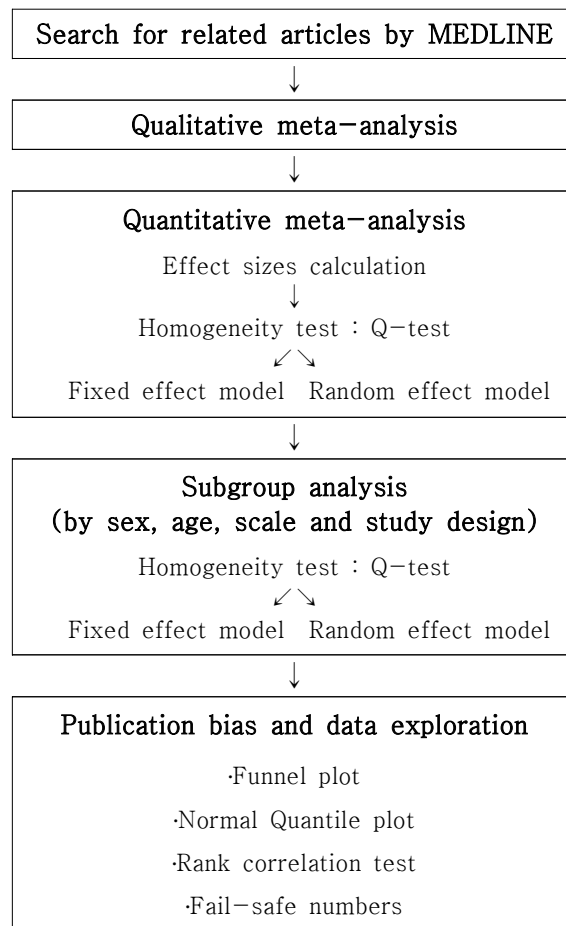 Search for related articles by MEDLINE
↓
Qualitative meta-analysis
↓
Quantitative meta-analysis
Effect sizes calculation
↓
Homogeneity test : Q-test
↙↘
Fixed effect model Random effect model
↓
Subgroup analysis
(by sex, age, scale and study design)
Homogeneity test : Q-test
↙↘
Fixed effect model Random effect model
↓
Publication bias and data exploration
·Funnel plot
·Normal Quantile plot
·Rank correlation test
·Fail-safe numbers